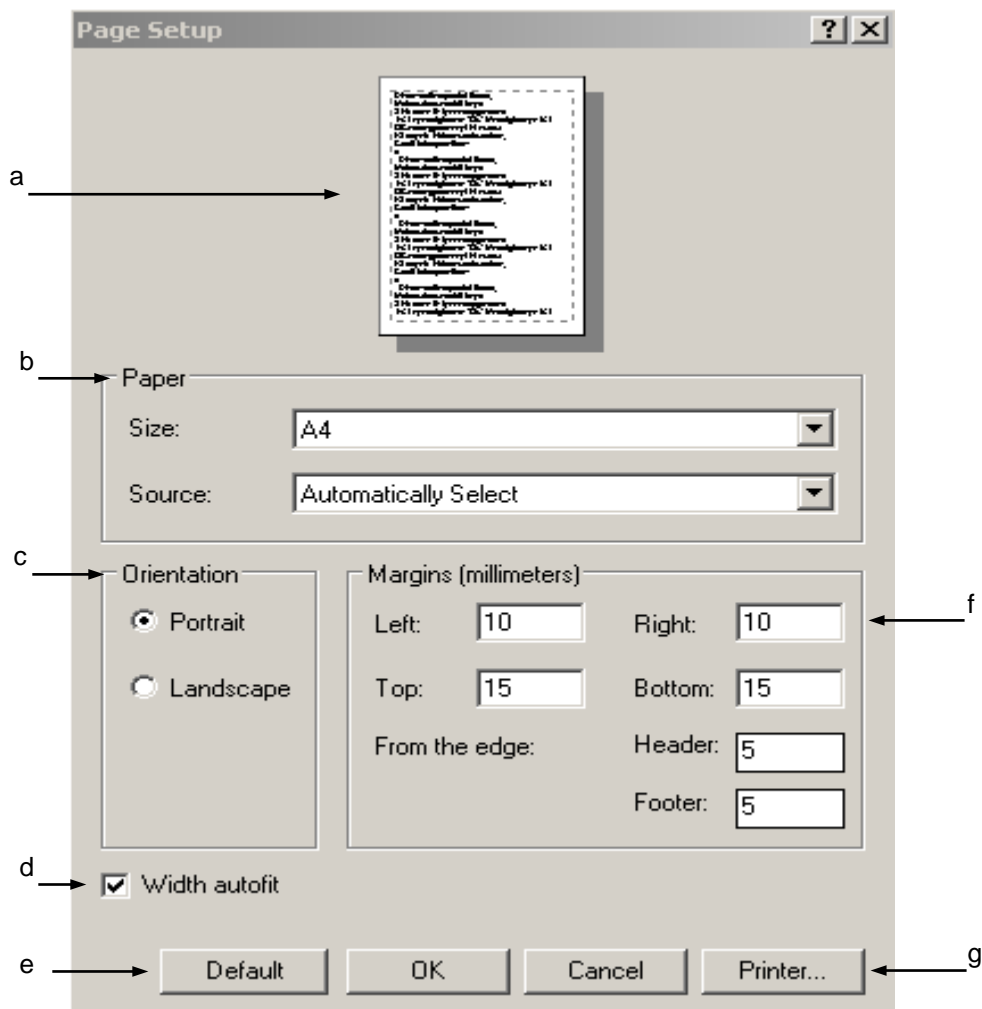 Page Setup
a
b
Paper
Size: A4
Source: Automatically Select
c
Orientation
Portrait
Landscape
Margins (millimeters)
Left: 10 Right: 10
Top: 15 Bottom: 15
From the edge: Header: 5
Footer: 5
f
d
Width autofit
e
Default OK Cancel Printer...
g